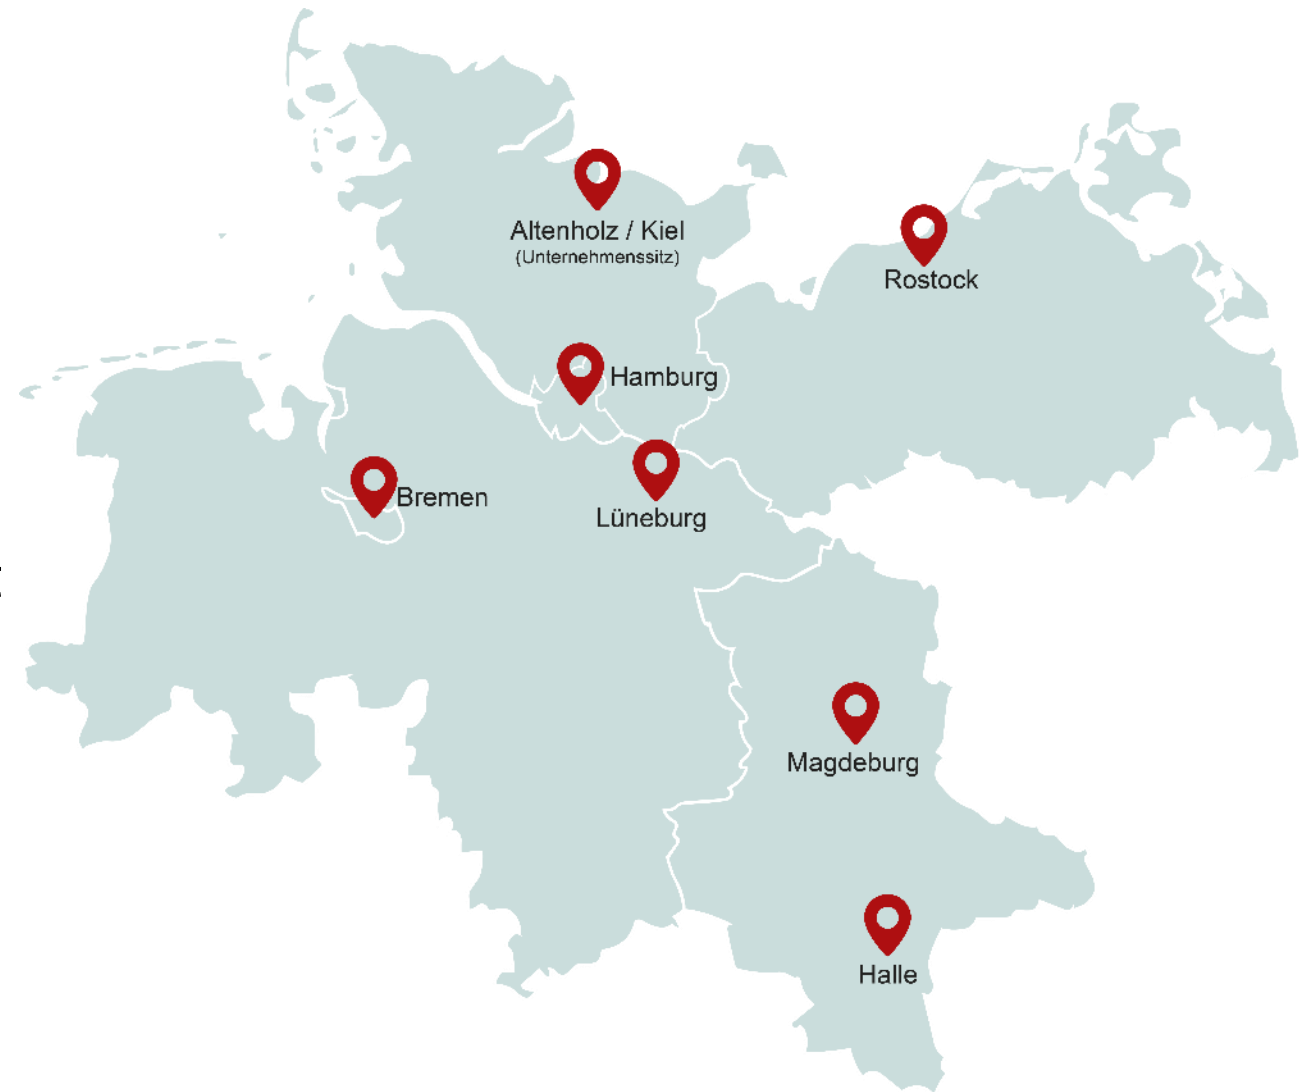 Altenholz / Kiel
(Unternehmenssitz)
Rostock
Hamburg
Bremen
Lüneburg
Magdeburg
Halle